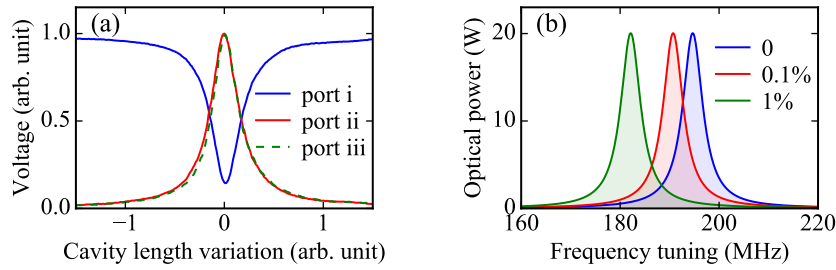 (a)
Voltage (arb. unit)
1.0
0.5
0.0
port i
port ii
port iii
−1
0
1
Cavity length variation (arb. unit)
(b)
Optical power (W)
20
10
0
0
0.1%
1%
160
180
200
220
Frequency tuning (MHz)